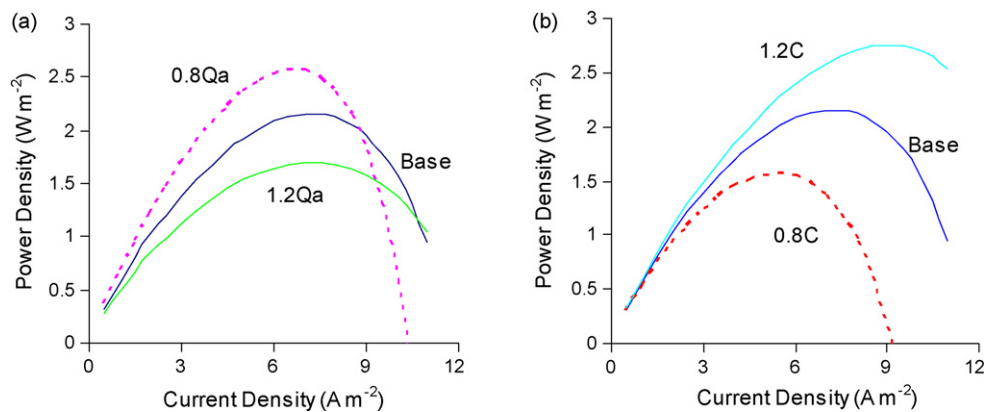 (a)
Power Density (W m-2)
3
2.5
2
1.5
1
0.5
0
0 3 6 9 12
Current Density (A m-2)
0.8Qa
Base
1.2Qa
(b)
Power Density (W m-2)
3
2.5
2
1.5
1
0.5
0
0 3 6 9 12
Current Density (A m-2)
1.2C
Base
0.8C